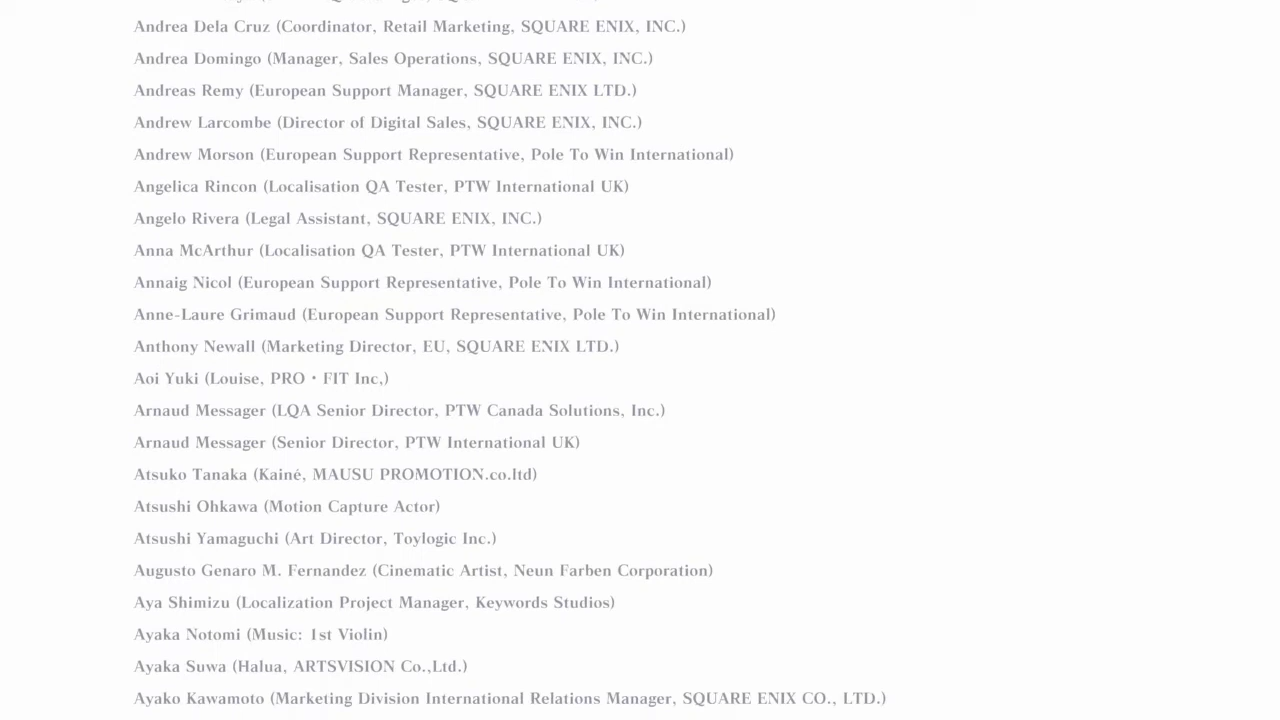 Andrea Dela Cruz (Coordinator, Retail Marketing, SQUARE ENIX, INC.)
Andrea Domingo (Manager, Sales Operations, SQUARE ENIX, INC.)
Andreas Remy (European Support Manager, SQUARE ENIX LTD.)
Andrew Larcombe (Director of Digital Sales, SQUARE ENIX, INC.)
Andrew Morson (European Support Representative, Pole To Win International)
Angelica Rincon (Localisation QA Tester, PTW International UK)
Angelo Rivera (Legal Assistant, SQUARE ENIX, INC.)
Anna McArthur (Localisation QA Tester, PTW International UK)
Annaig Nicol (European Support Representative, Pole To Win International)
Anne-Laure Grimaud (European Support Representative, Pole To Win International)
Anthony Newall (Marketing Director, EU, SQUARE ENIX LTD.)
Aoi Yuki (Louise, PRO・FIT Inc,)
Arnaud Messager (LQA Senior Director, PTW Canada Solutions, Inc.)
Arnaud Messager (Senior Director, PTW International UK)
Atsuko Tanaka (Kainé, MAUSU PROMOTION.co.ltd)
Atsushi Ohkawa (Motion Capture Actor)
Atsushi Yamaguchi (Art Director, Toylogic Inc.)
Augusto Genaro M. Fernandez (Cinematic Artist, Neun Farben Corporation)
Aya Shimizu (Localization Project Manager, Keywords Studios)
Ayaka Notomi (Music: 1st Violin)
Ayaka Suwa (Halua, ARTSVISION Co.,Ltd.)
Ayako Kawamoto (Marketing Division International Relations Manager, SQUARE ENIX CO., LTD.)